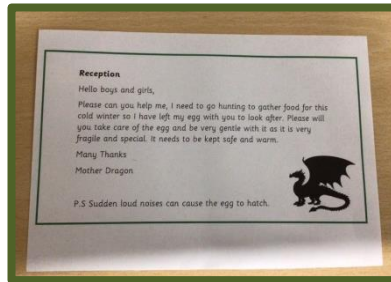 Reception
Hello boys and girls,
Please can you help me, I need to go hunting to gather food for this
cold winter so I have left my egg with you to look after. Please will
you take care of the egg and be very gentle with it as it is very
fragile and special. It needs to be kept safe and warm.
Many Thanks
Mother Dragon
P.S Sudden loud noises can cause the egg to hatch.